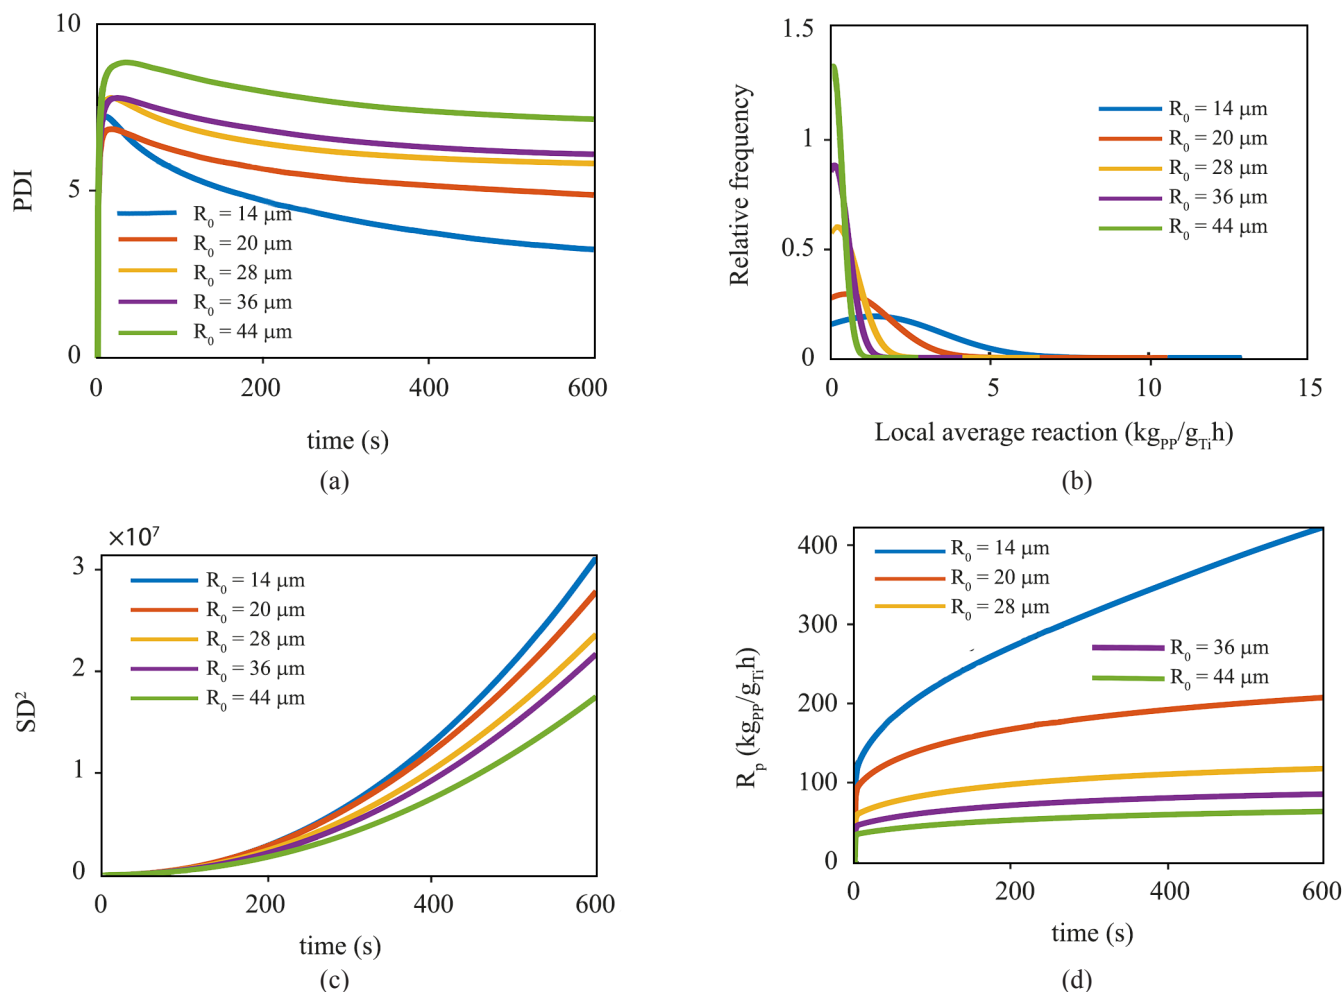 10
5
0
PDI
R₀ = 14 μm
R₀ = 20 μm
R₀ = 28 μm
R₀ = 36 μm
R₀ = 44 μm
0 200 400 600
time (s)
(a)
1.5
1
0.5
0
Relative frequency
R₀ = 14 μm
R₀ = 20 μm
R₀ = 28 μm
R₀ = 36 μm
R₀ = 44 μm
0 5 10 15
Local average reaction (kg_PP/g_Ti h)
(b)
×10⁷
3
2
1
0
SD²
R₀ = 14 μm
R₀ = 20 μm
R₀ = 28 μm
R₀ = 36 μm
R₀ = 44 μm
0 200 400 600
time (s)
(c)
400
300
200
100
0
R_p (kg_PP/g_Ti h)
R₀ = 14 μm
R₀ = 20 μm
R₀ = 28 μm
R₀ = 36 μm
R₀ = 44 μm
0 200 400 600
time (s)
(d)